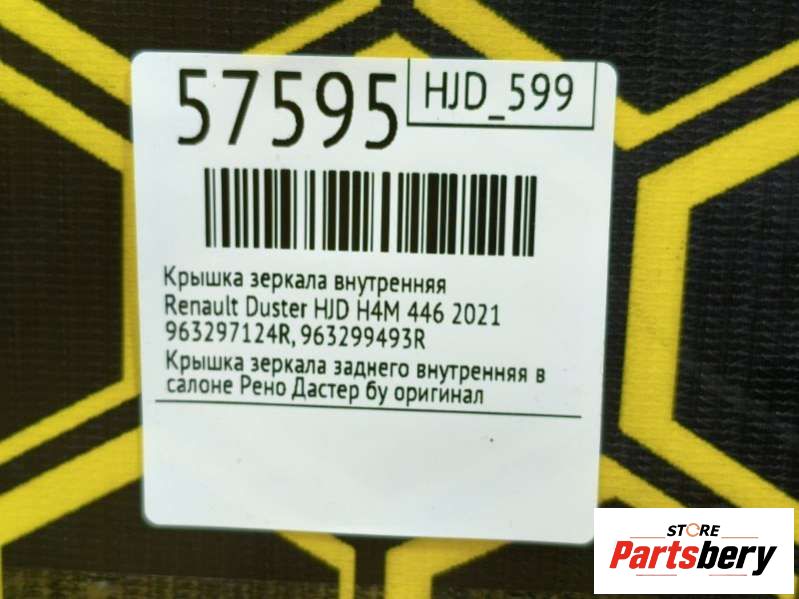 57595
HJD_599
Крышка зеркала внутренняя
Renault Duster HJD H4M 446 2021
963297124R, 963299493R
Крышка зеркала заднего внутренняя в
салоне Рено Дастер бу оригинал
STORE
Partsbery